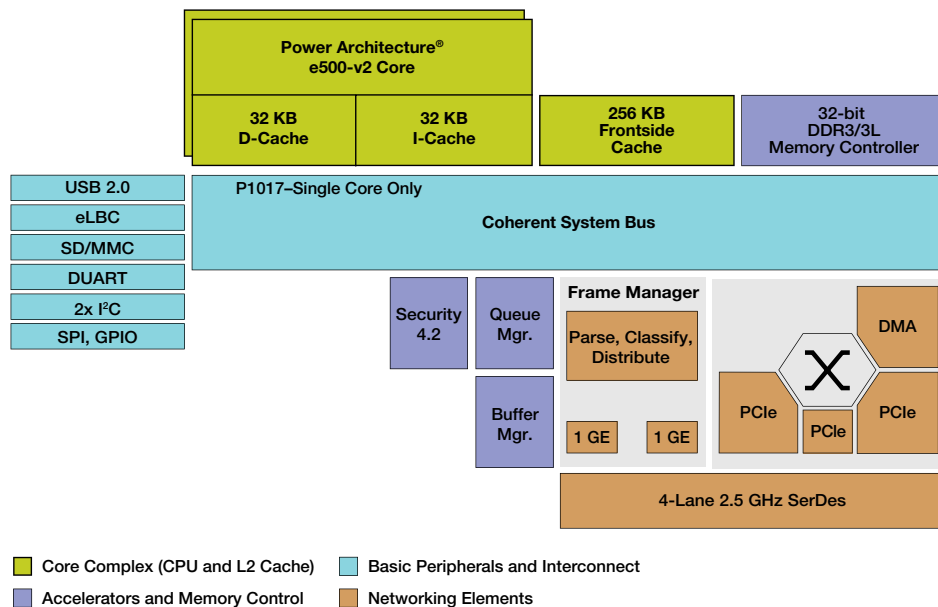 Power Architecture®
e500-v2 Core
32 KB
D-Cache
32 KB
I-Cache
256 KB
Frontside
Cache
32-bit
DDR3/3L
Memory Controller
USB 2.0
eLBC
SD/MMC
DUART
2x I²C
SPI, GPIO
P1017–Single Core Only
Coherent System Bus
Security
4.2
Queue
Mgr.
Buffer
Mgr.
Frame Manager
Parse, Classify,
Distribute
1 GE
1 GE
DMA
PCIe
PCIe
PCIe
4-Lane 2.5 GHz SerDes
Core Complex (CPU and L2 Cache)
Basic Peripherals and Interconnect
Accelerators and Memory Control
Networking Elements